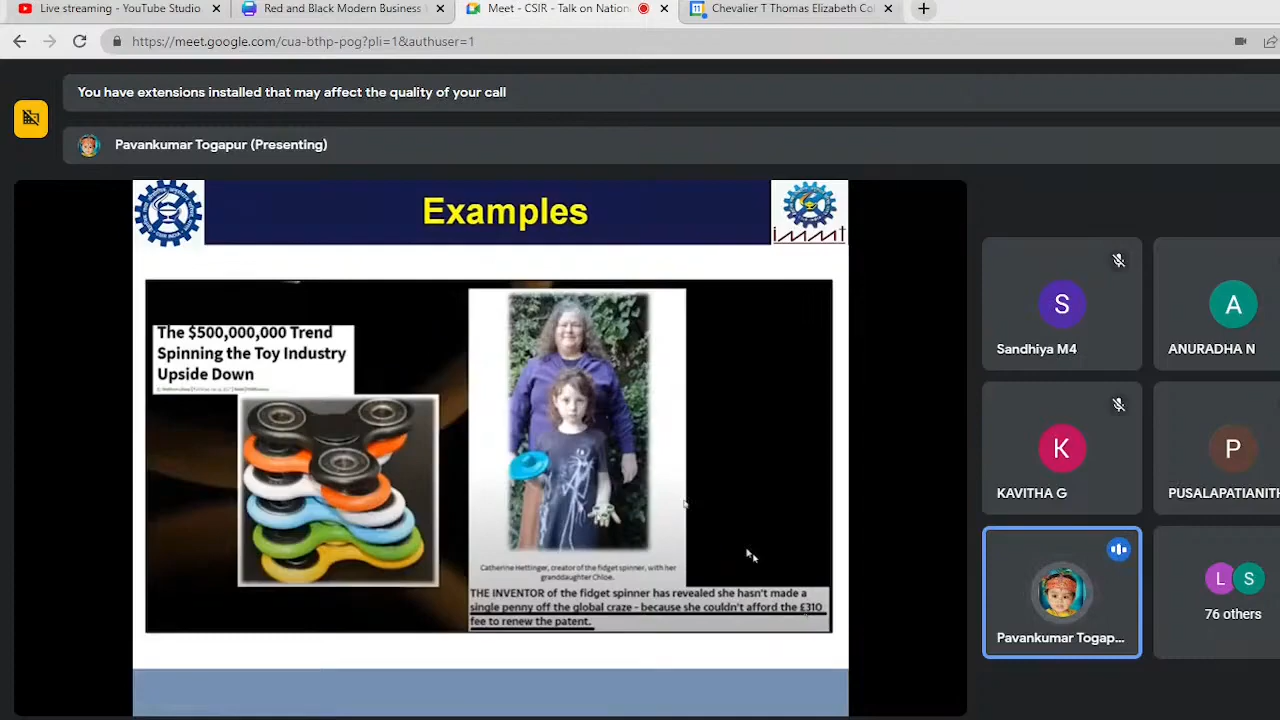 Live streaming - YouTube Studio
Red and Black Modern Business
Meet - CSIR - Talk on Nation
Chevalier T Thomas Elizabeth Col
https://meet.google.com/cua-bthp-pog?pli=1&authuser=1
You have extensions installed that may affect the quality of your call
Pavankumar Togapur (Presenting)
Examples
immt
The $500,000,000 Trend
Spinning the Toy Industry
Upside Down
Catherine Hettinger, creator of the fidget spinner, with her
granddaughter Chloe.
THE INVENTOR of the fidget spinner has revealed she hasn't made a
single penny off the global craze - because she couldn't afford the £310
fee to renew the patent.
S
Sandhiya M4
A
ANURADHA N
K
KAVITHA G
P
PUSALAPATIANITH
Pavankumar Togap...
L S
76 others